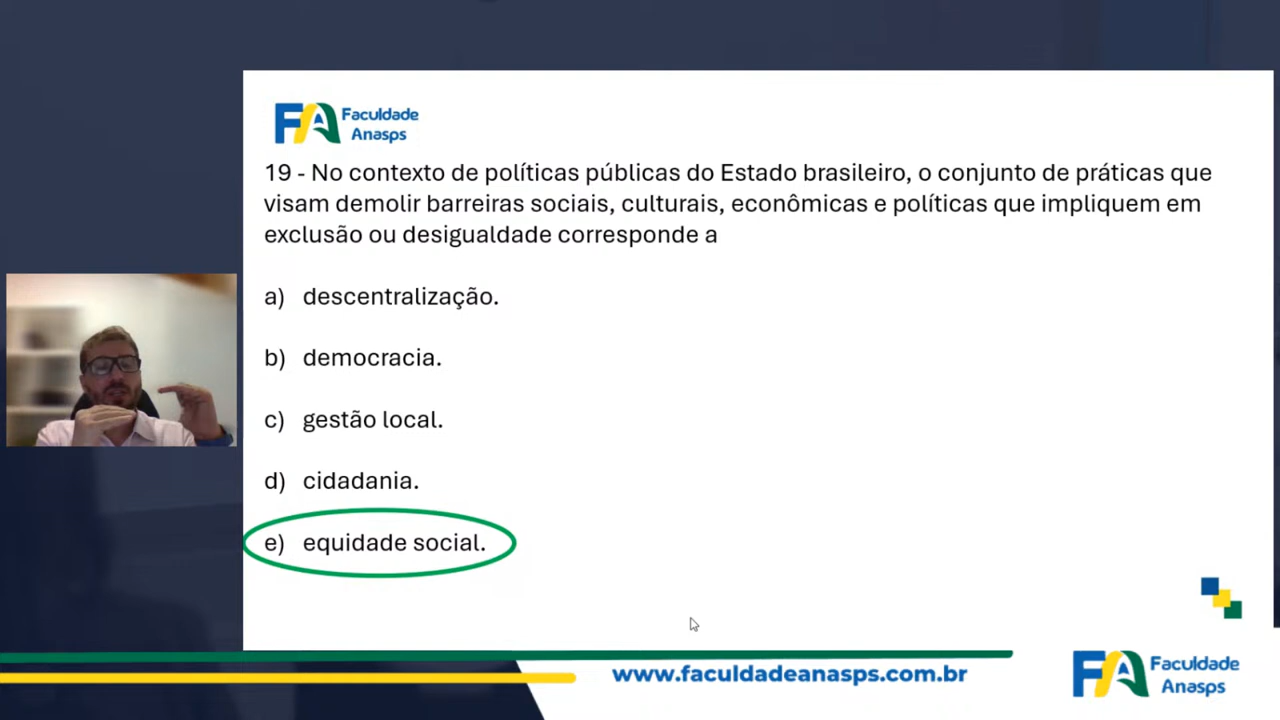 FA Faculdade
Anasps
19 - No contexto de políticas públicas do Estado brasileiro, o conjunto de práticas que
visam demolir barreiras sociais, culturais, econômicas e políticas que impliquem em
exclusão ou desigualdade corresponde a
a) descentralização.
b) democracia.
c) gestão local.
d) cidadania.
e) equidade social.
www.faculdadeanasps.com.br
FA Faculdade
Anasps